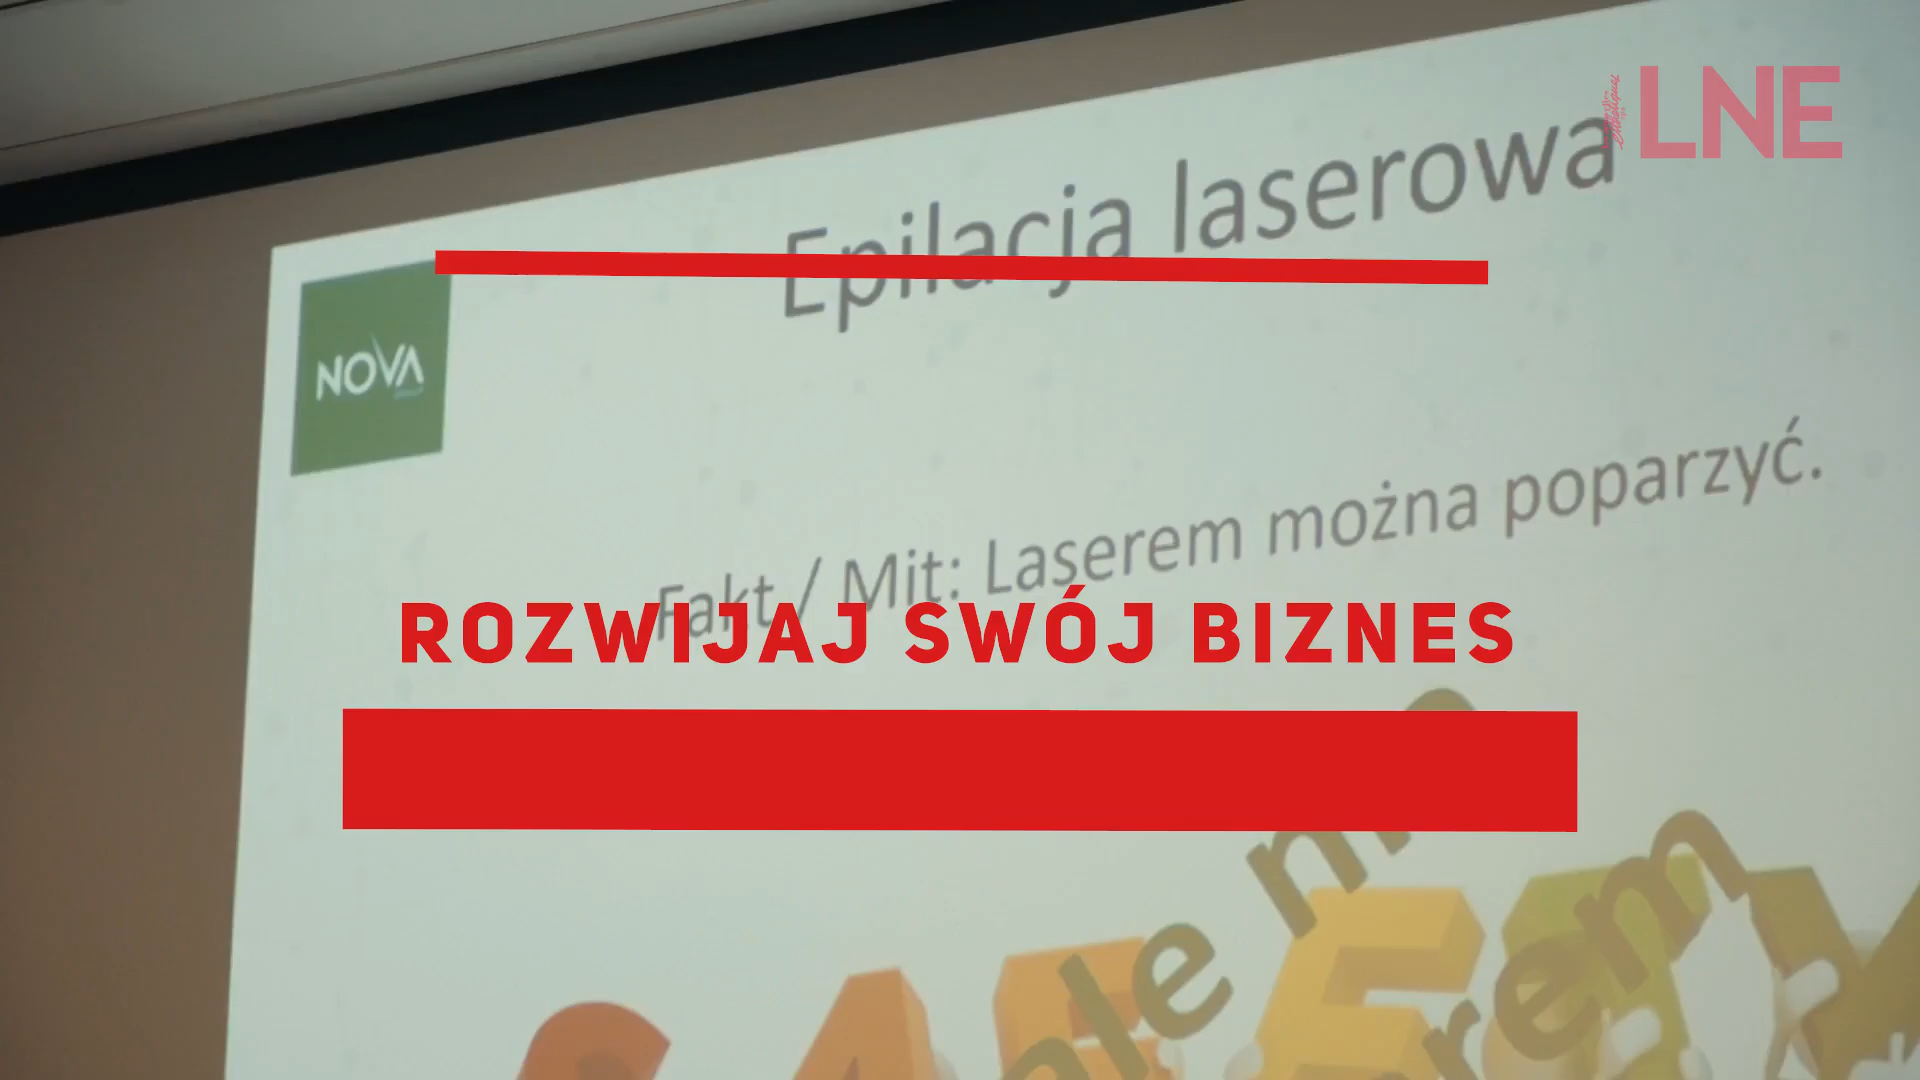 LNE
Epilacja laserowa
NOVA
Fakt / Mit: Laserem można poparzyć.
ROZWIJAJ SWÓJ BIZNES